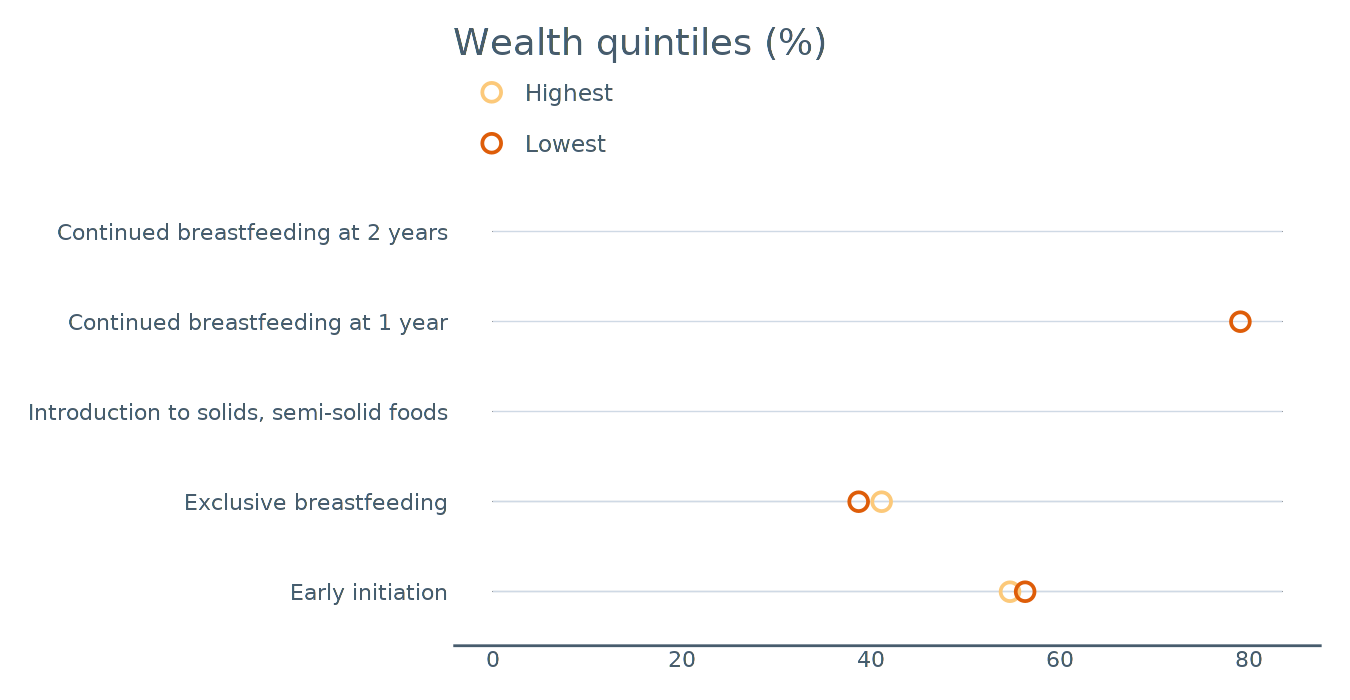 Wealth quintiles (%)
Highest
Lowest
Continued breastfeeding at 2 years
Continued breastfeeding at 1 year
Introduction to solids, semi-solid foods
Exclusive breastfeeding
Early initiation
0 20 40 60 80